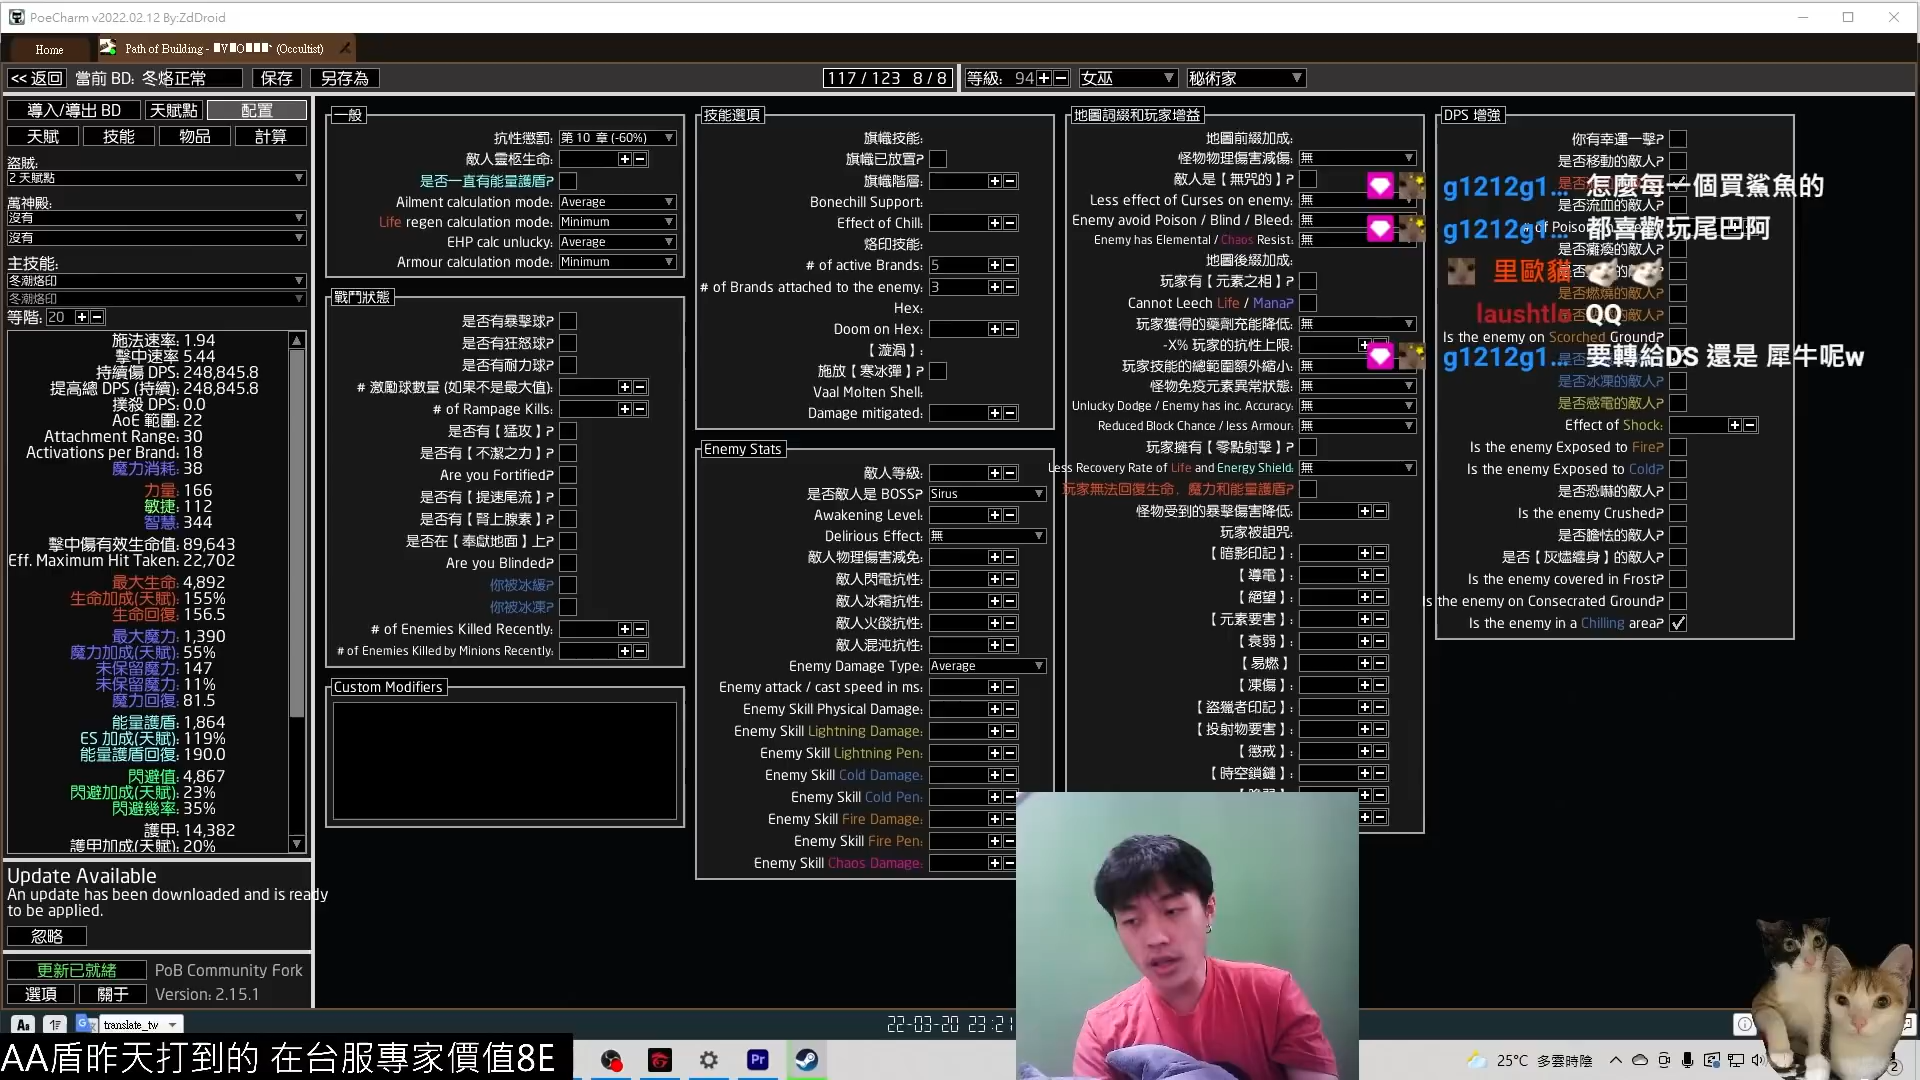 PoeCharm v2022.02.12 By:ZdDroid
Home
Path of Building - (Occultist)
<< 返回
當前 BD: 冬烙正常
保存
另存為
117 / 123 8 / 8
等級: 94
女巫
秘術家
導入/導出 BD
天賦點
配置
天賦
技能
物品
計算
盜賊:
2 天賦點
萬神殿:
沒有
沒有
主技能:
冬潮烙印
冬潮烙印
等階: 20
施法速率: 1.94
擊中速率 5.44
持續傷 DPS: 248,845.8
提高總 DPS (持續): 248,845.8
撲殺 DPS: 0.0
AoE 範圍: 22
Attachment Range: 30
Activations per Brand: 18
魔力消耗: 38
力量: 166
敏捷: 112
智慧: 344
擊中傷有效生命值: 89,643
Eff. Maximum Hit Taken: 22,702
最大生命: 4,892
生命加成(天賦): 155%
生命回復: 156.5
最大魔力: 1,390
魔力加成(天賦): 55%
未保留魔力: 147
未保留魔力: 11%
魔力回復: 81.5
能量護盾: 1,864
ES 加成(天賦): 119%
能量護盾回復: 190.0
閃避值: 4,867
閃避加成(天賦): 23%
閃避幾率: 35%
護甲: 14,382
護甲加成(天賦): 20%
Update Available
An update has been downloaded and is ready
to be applied.
忽略
更新已就緒
PoB Community Fork
選項
關于
Version: 2.15.1
translate_tw
一般
抗性懲罰: 第 10 章 (-60%)
敵人靈柩生命:
是否一直有能量護盾?
Ailment calculation mode: Average
Life regen calculation mode: Minimum
EHP calc unlucky: Average
Armour calculation mode: Minimum
戰鬥狀態
是否有暴擊球?
是否有狂怒球?
是否有耐力球?
# 激勵球數量 (如果不是最大值):
# of Rampage Kills:
是否有【猛攻】?
是否有【不潔之力】?
Are you Fortified?
是否有【提速尾流】?
是否有【腎上腺素】?
是否在【奉獻地面】上?
Are you Blinded?
你被冰緩?
你被冰凍?
# of Enemies Killed Recently:
# of Enemies Killed by Minions Recently:
Custom Modifiers
技能選項
旗幟技能:
旗幟已放置?
旗幟階層:
Bonechill Support:
Effect of Chill:
烙印技能:
# of active Brands: 5
# of Brands attached to the enemy: 3
Hex:
Doom on Hex:
【漩渦】:
施放【寒冰彈】?
Vaal Molten Shell:
Damage mitigated:
Enemy Stats
敵人等級:
是否敵人是 BOSS? Sirus
Awakening Level:
Delirious Effect: 無
敵人物理傷害減免:
敵人閃電抗性:
敵人冰霜抗性:
敵人火燄抗性:
敵人混沌抗性:
Enemy Damage Type: Average
Enemy attack / cast speed in ms:
Enemy Skill Physical Damage:
Enemy Skill Lightning Damage:
Enemy Skill Lightning Pen:
Enemy Skill Cold Damage:
Enemy Skill Cold Pen:
Enemy Skill Fire Damage:
Enemy Skill Fire Pen:
Enemy Skill Chaos Damage:
地圖詞綴和玩家增益
地圖前綴加成:
怪物物理傷害減傷: 無
敵人是【無咒的】?
Less effect of Curses on enemy: 無
Enemy avoid Poison / Blind / Bleed: 無
Enemy has Elemental / Chaos Resist: 無
地圖後綴加成:
玩家有【元素之相】?
Cannot Leech Life / Mana?
玩家獲得的藥劑充能降低: 無
-X% 玩家的抗性上限:
玩家技能的總範圍額外縮小: 無
怪物免疫元素異常狀態: 無
Unlucky Dodge / Enemy has inc. Accuracy: 無
Reduced Block Chance / less Armour: 無
玩家擁有【零點射擊】?
Less Recovery Rate of Life and Energy Shield: 無
玩家無法回復生命，魔力和能量護盾?
怪物受到的暴擊傷害降低:
玩家被詛咒:
【暗影印記】:
【導電】:
【絕望】:
【元素要害】:
【衰弱】:
【易燃】:
【凍傷】:
【盜獵者印記】:
【投射物要害】:
【懲戒】:
【時空鎖鏈】:
DPS 增強
你有幸運一擊?
是否移動的敵人?
g1212g1... 怎麼每一個買鯊魚的
是否流血的敵人?
g1212g1... 都喜歡玩尾巴阿
是否癱瘓的敵人?
里歐貓
是否燃燒的敵人?
laushtlo QQ
Is the enemy on Scorched Ground?
g1212g1... 要轉給DS 還是 犀牛呢w
是否冰凍的敵人?
是否感電的敵人?
Effect of Shock:
Is the enemy Exposed to Fire?
Is the enemy Exposed to Cold?
是否恐嚇的敵人?
Is the enemy Crushed?
是否膽怯的敵人?
是否【灰燼纏身】的敵人?
Is the enemy covered in Frost?
Is the enemy on Consecrated Ground?
Is the enemy in a Chilling area?
22-03-20 23:21
AA盾昨天打到的 在台服專家價值8E
Pr
25°C 多雲時陰
2